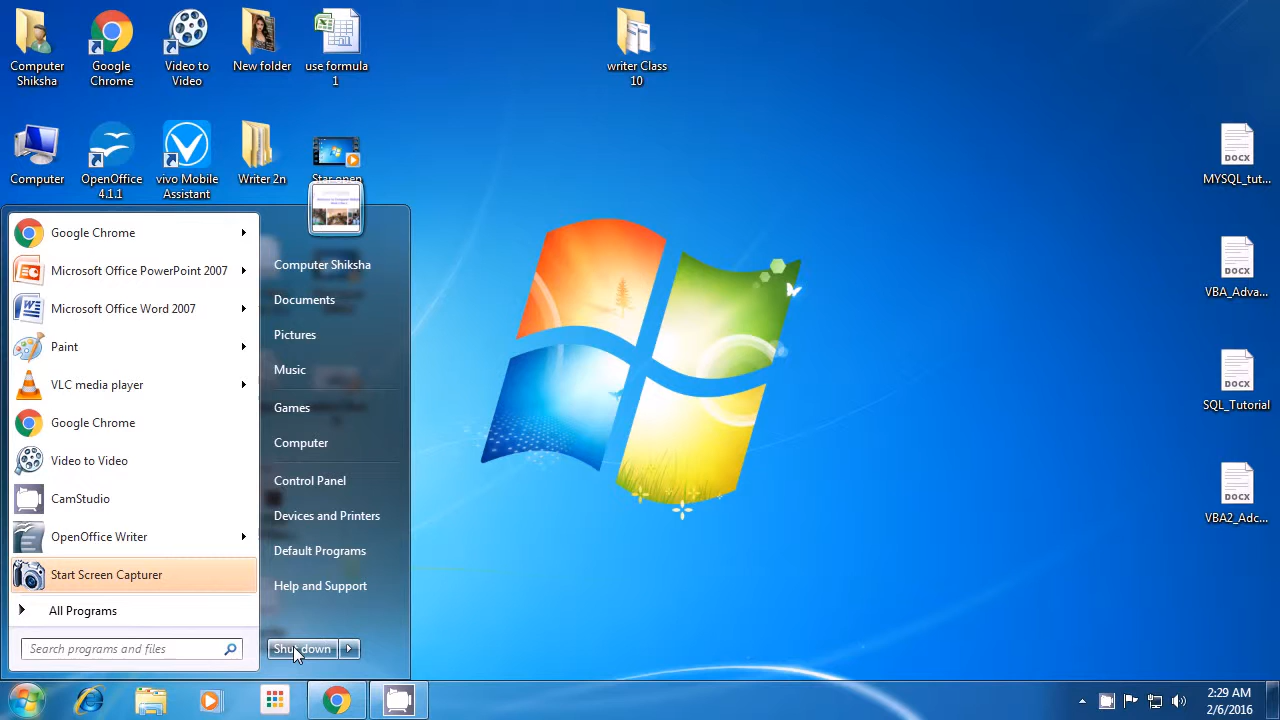 Computer
Shiksha
Google
Chrome
Video to
Video
New folder
use formula
1
writer Class
10
Computer
OpenOffice
4.1.1
vivo Mobile
Assistant
Writer 2n
DOCX
MYSQL_tut...
DOCX
VBA_Adva...
DOCX
SQL_Tutorial
DOCX
VBA2_Adc...
Google Chrome
Microsoft Office PowerPoint 2007
Microsoft Office Word 2007
Paint
VLC media player
Google Chrome
Video to Video
CamStudio
OpenOffice Writer
Start Screen Capturer
All Programs
Search programs and files
Computer Shiksha
Documents
Pictures
Music
Games
Computer
Control Panel
Devices and Printers
Default Programs
Help and Support
Shut down
2:29 AM
2/6/2016